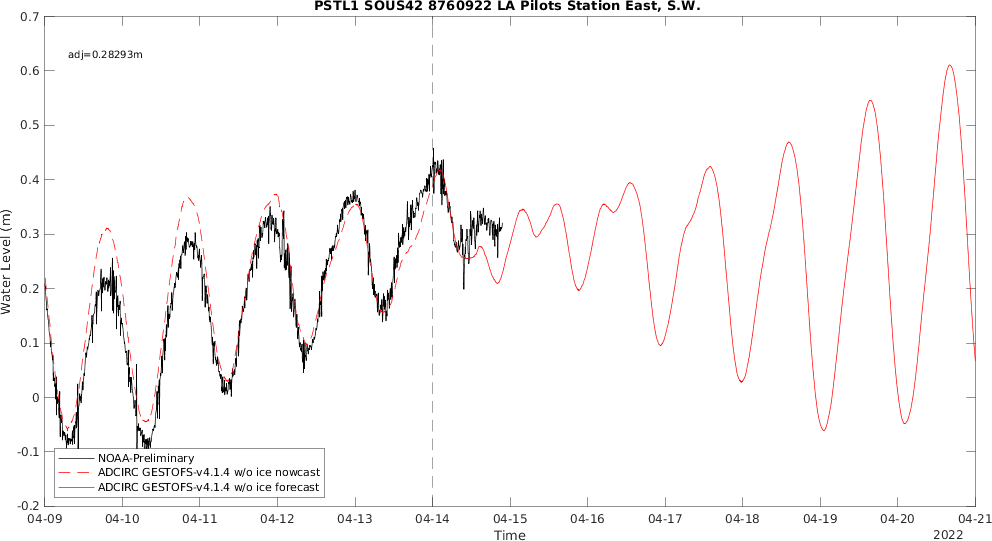 PSTL1 SOUS42 8760922 LA Pilots Station East, S.W.
adj=0.28293m
0.7
0.6
0.5
0.4
0.3
0.2
0.1
0
-0.1
-0.2
Water Level (m)
NOAA-Preliminary
ADCIRC GESTOFS-v4.1.4 w/o ice nowcast
ADCIRC GESTOFS-v4.1.4 w/o ice forecast
04-09 04-10 04-11 04-12 04-13 04-14 04-15 04-16 04-17 04-18 04-19 04-20 04-21
Time
2022